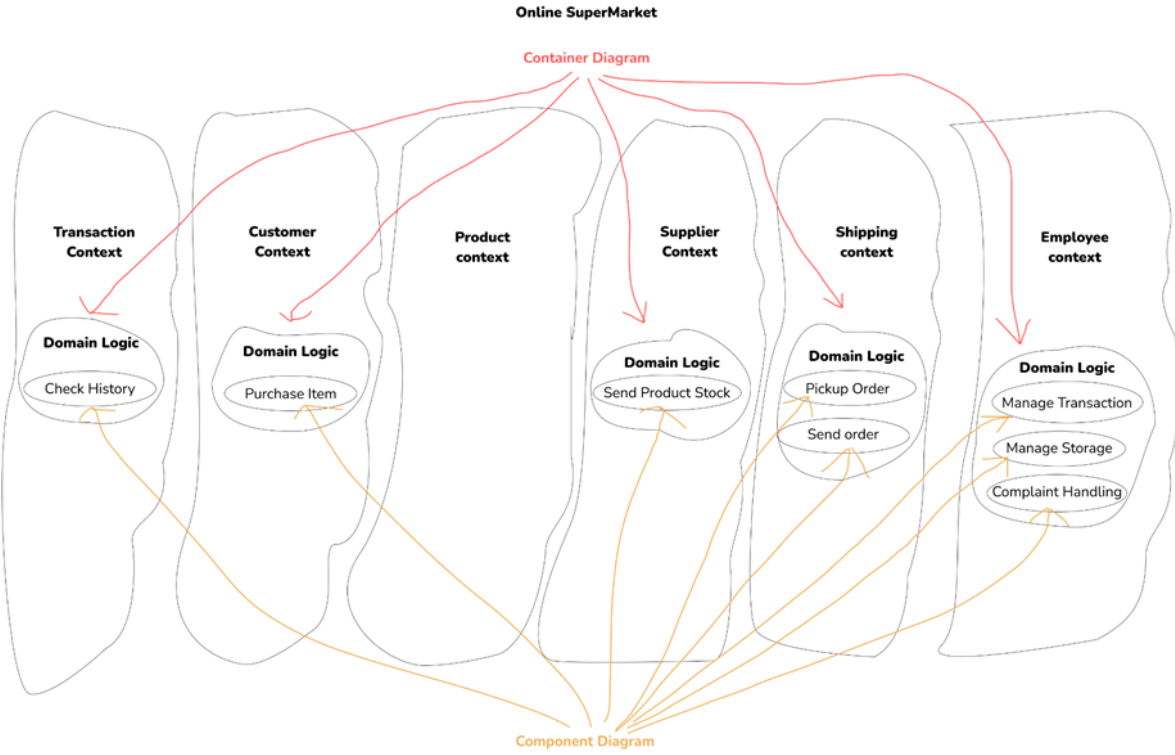 Online SuperMarket
Container Diagram
Transaction
Context
Customer
Context
Product
context
Supplier
Context
Shipping
context
Employee
context
Domain Logic
Check History
Domain Logic
Purchase Item
Domain Logic
Send Product Stock
Domain Logic
Pickup Order
Send order
Domain Logic
Manage Transaction
Manage Storage
Complaint Handling
Component Diagram